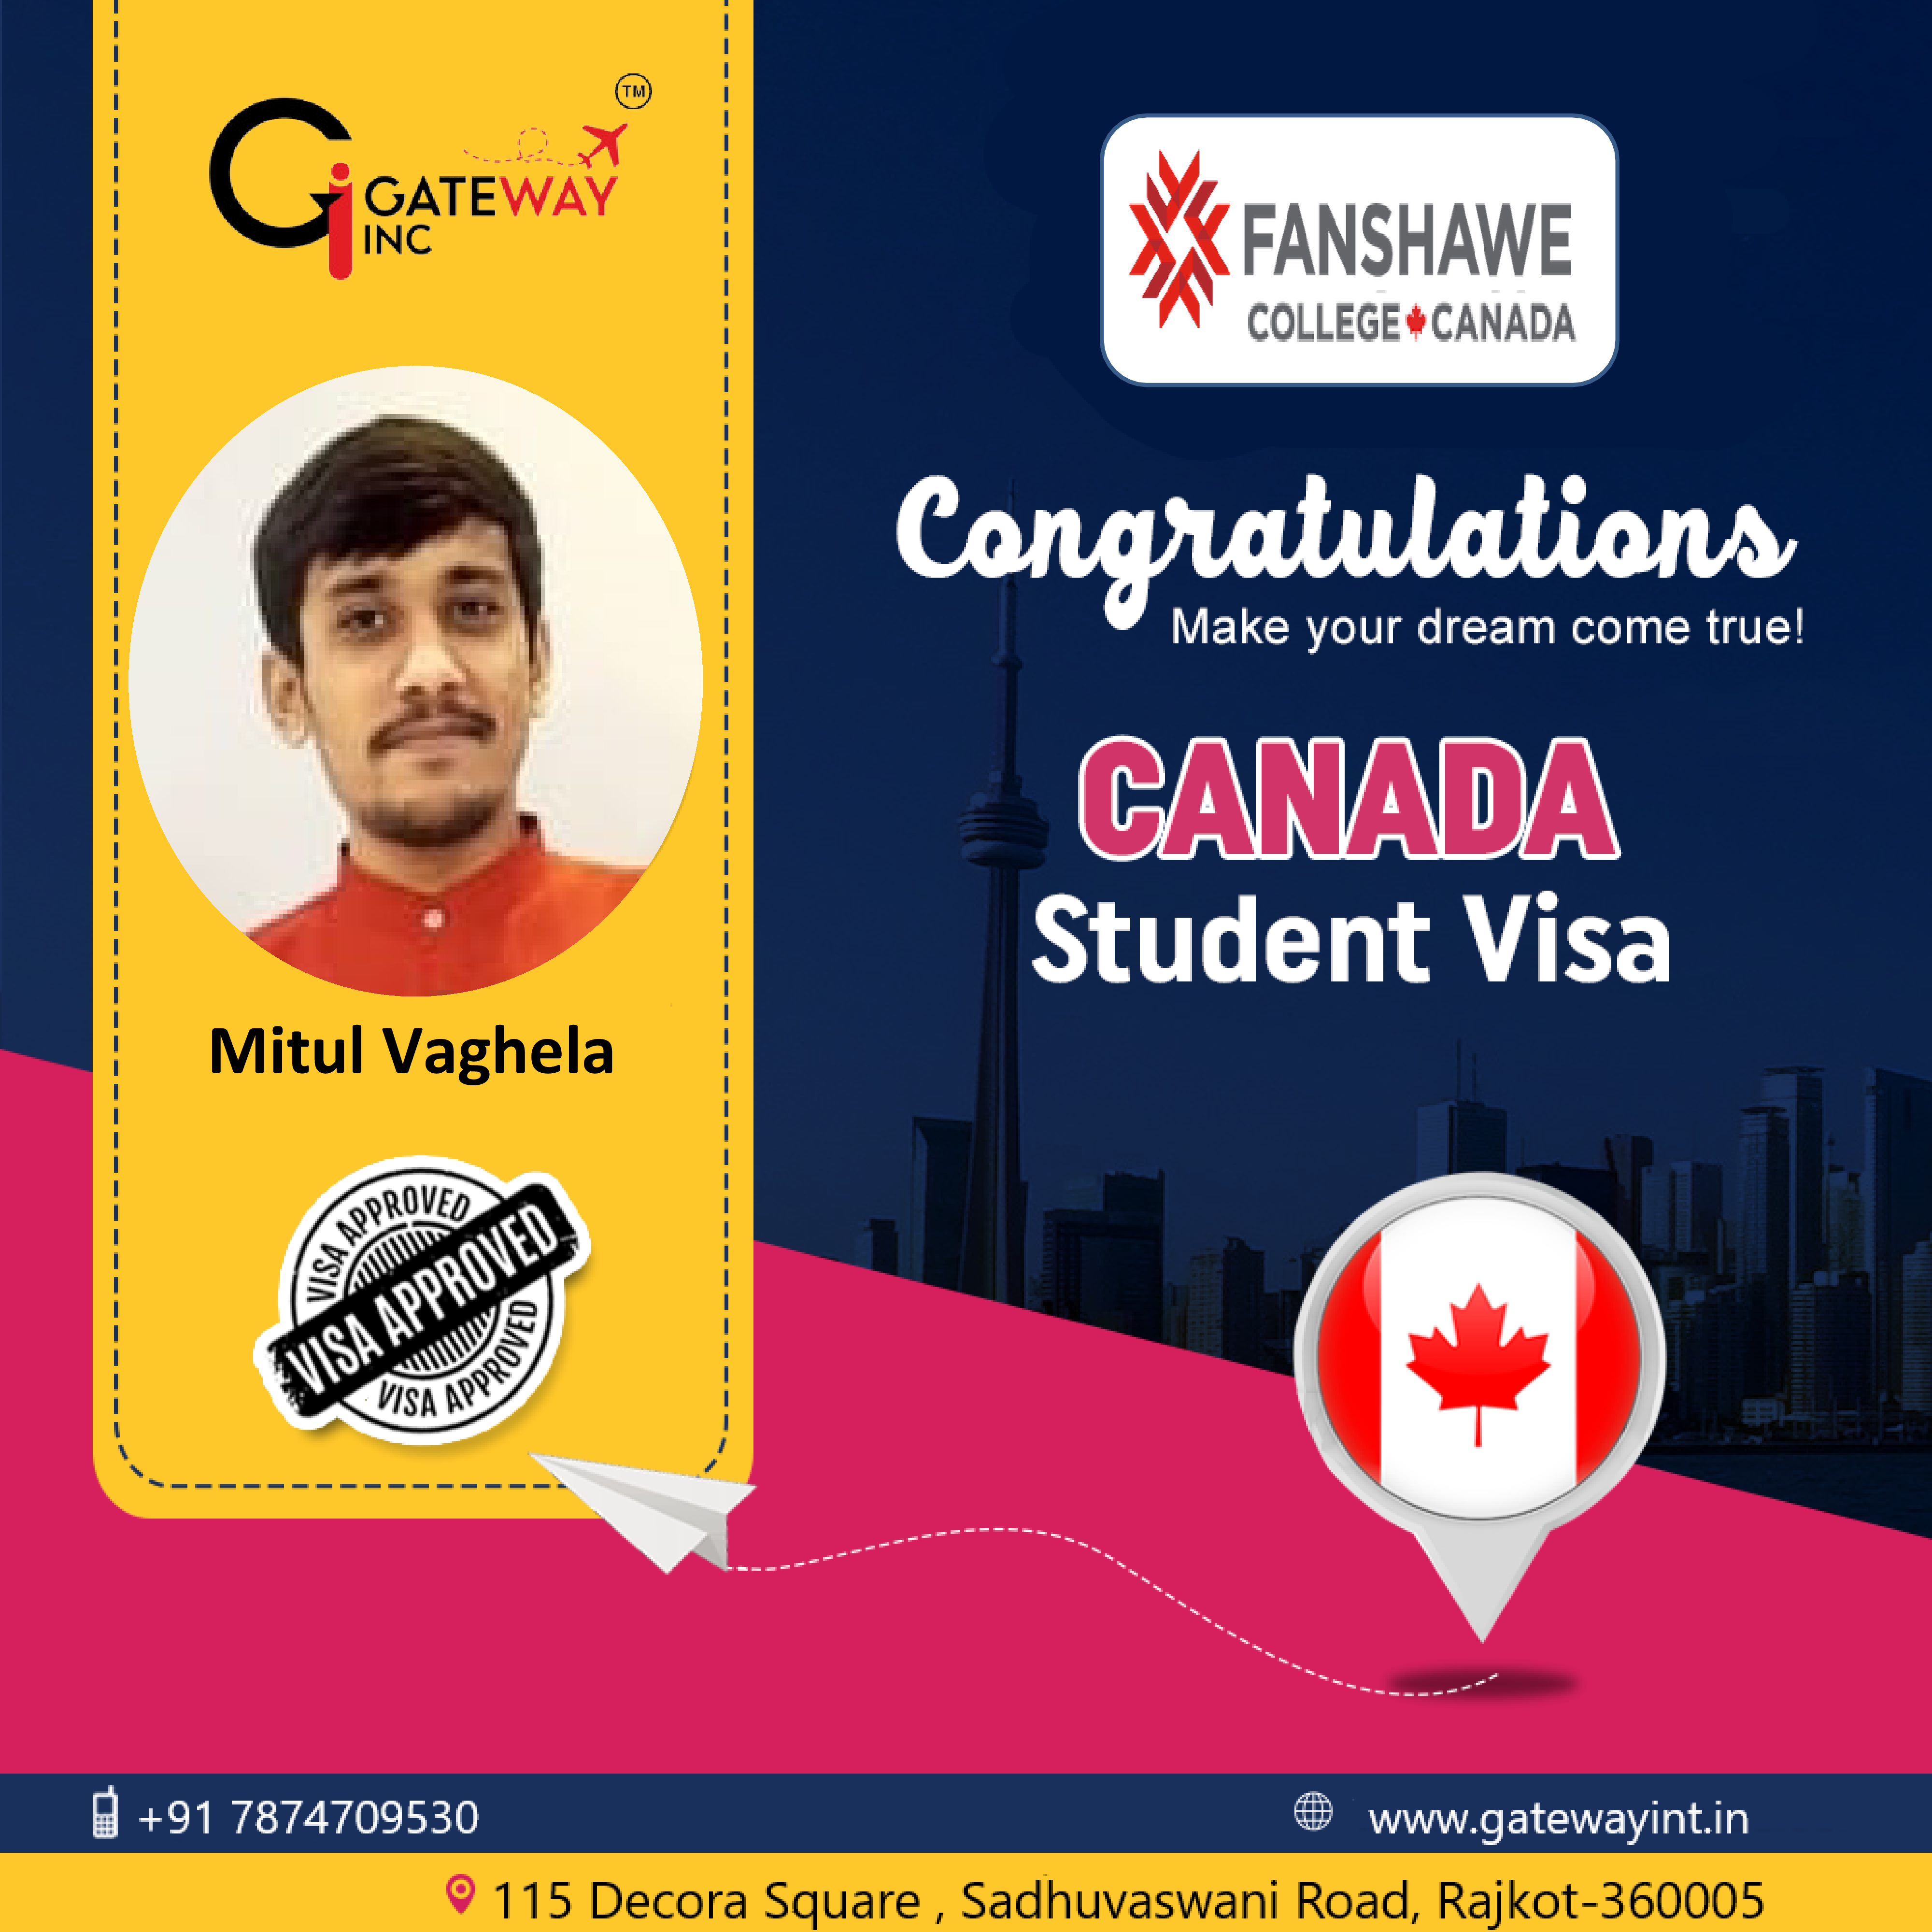 TM
Gi GATEWAY
INC
FANSHAWE
COLLEGE CANADA
Congratulations
Make your dream come true!
CANADA
Student Visa
Mitul Vaghela
VISA APPROVED
VISA APPROVED
VISA APPROVED
+91 7874709530
www.gatewayint.in
115 Decora Square , Sadhuvaswani Road, Rajkot-360005